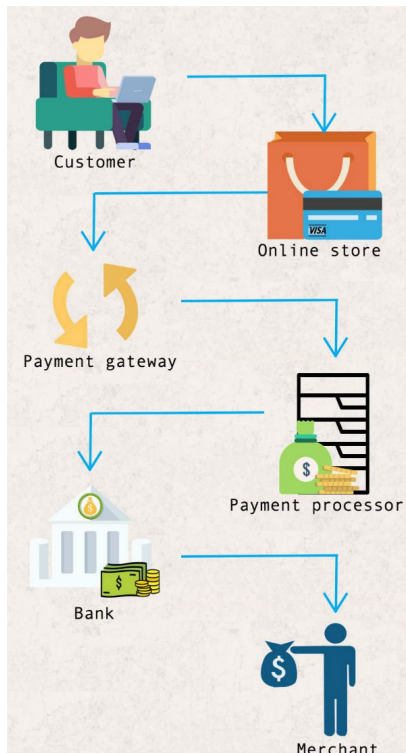 Customer
VISA
Online store
Payment gateway
$
Payment processor
$
$
Bank
$
Merchant